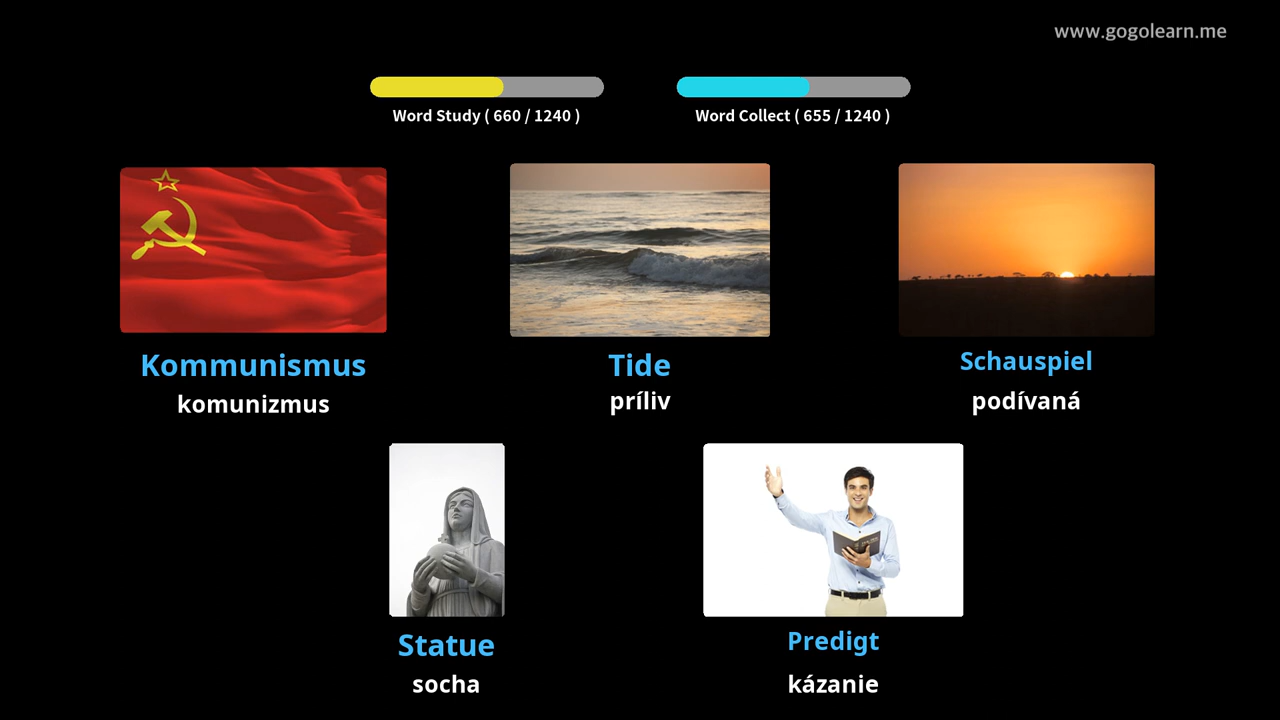 www.gogolearn.me
Word Study ( 660 / 1240 )
Word Collect ( 655 / 1240 )
Kommunismus
komunizmus
Tide
príliv
Schauspiel
podívaná
Statue
socha
Predigt
kázanie